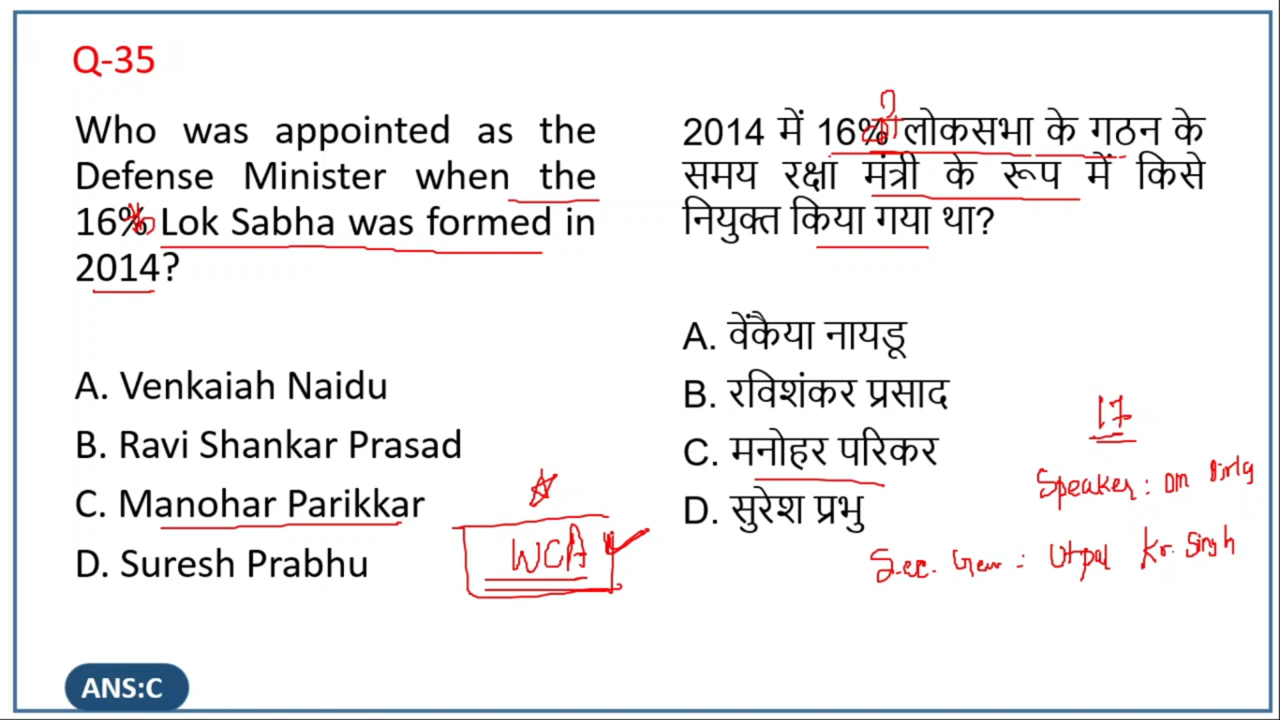 Q-35
Who was appointed as the
Defense Minister when the
16% Lok Sabha was formed in
2014?
A. Venkaiah Naidu
B. Ravi Shankar Prasad
C. Manohar Parikkar
D. Suresh Prabhu
WCA
ANS:C
2014 में 16% लोकसभा के गठन के
समय रक्षा मंत्री के रूप में किसे
नियुक्त किया गया था?
A. वेंकैया नायडू
B. रविशंकर प्रसाद
C. मनोहर परिकर
D. सुरेश प्रभु
17
Speaker: Om Birla
Sec. Gen: Utpal Kr. Singh